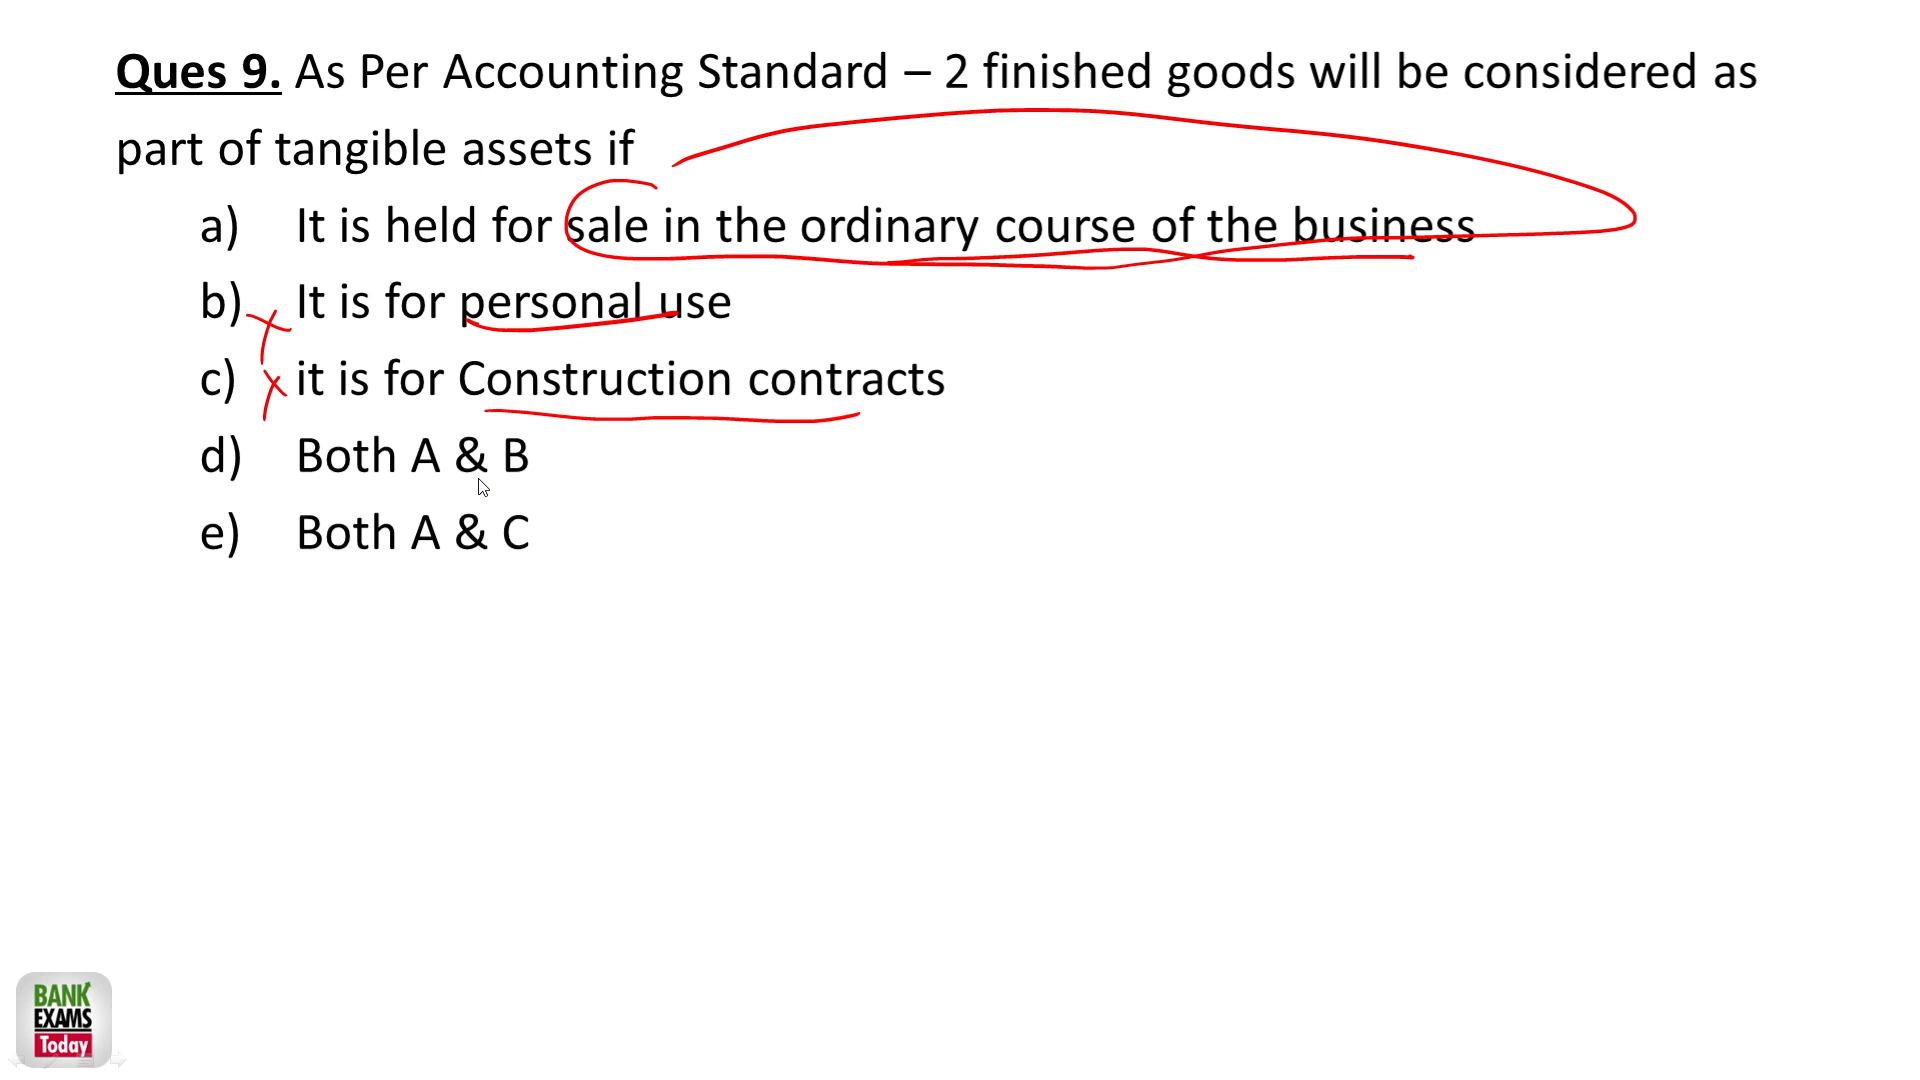 Ques 9. As Per Accounting Standard – 2 finished goods will be considered as
part of tangible assets if
a) It is held for sale in the ordinary course of the business
b) It is for personal use
c) it is for Construction contracts
d) Both A & B
e) Both A & C
BANK
EXAMS
Today